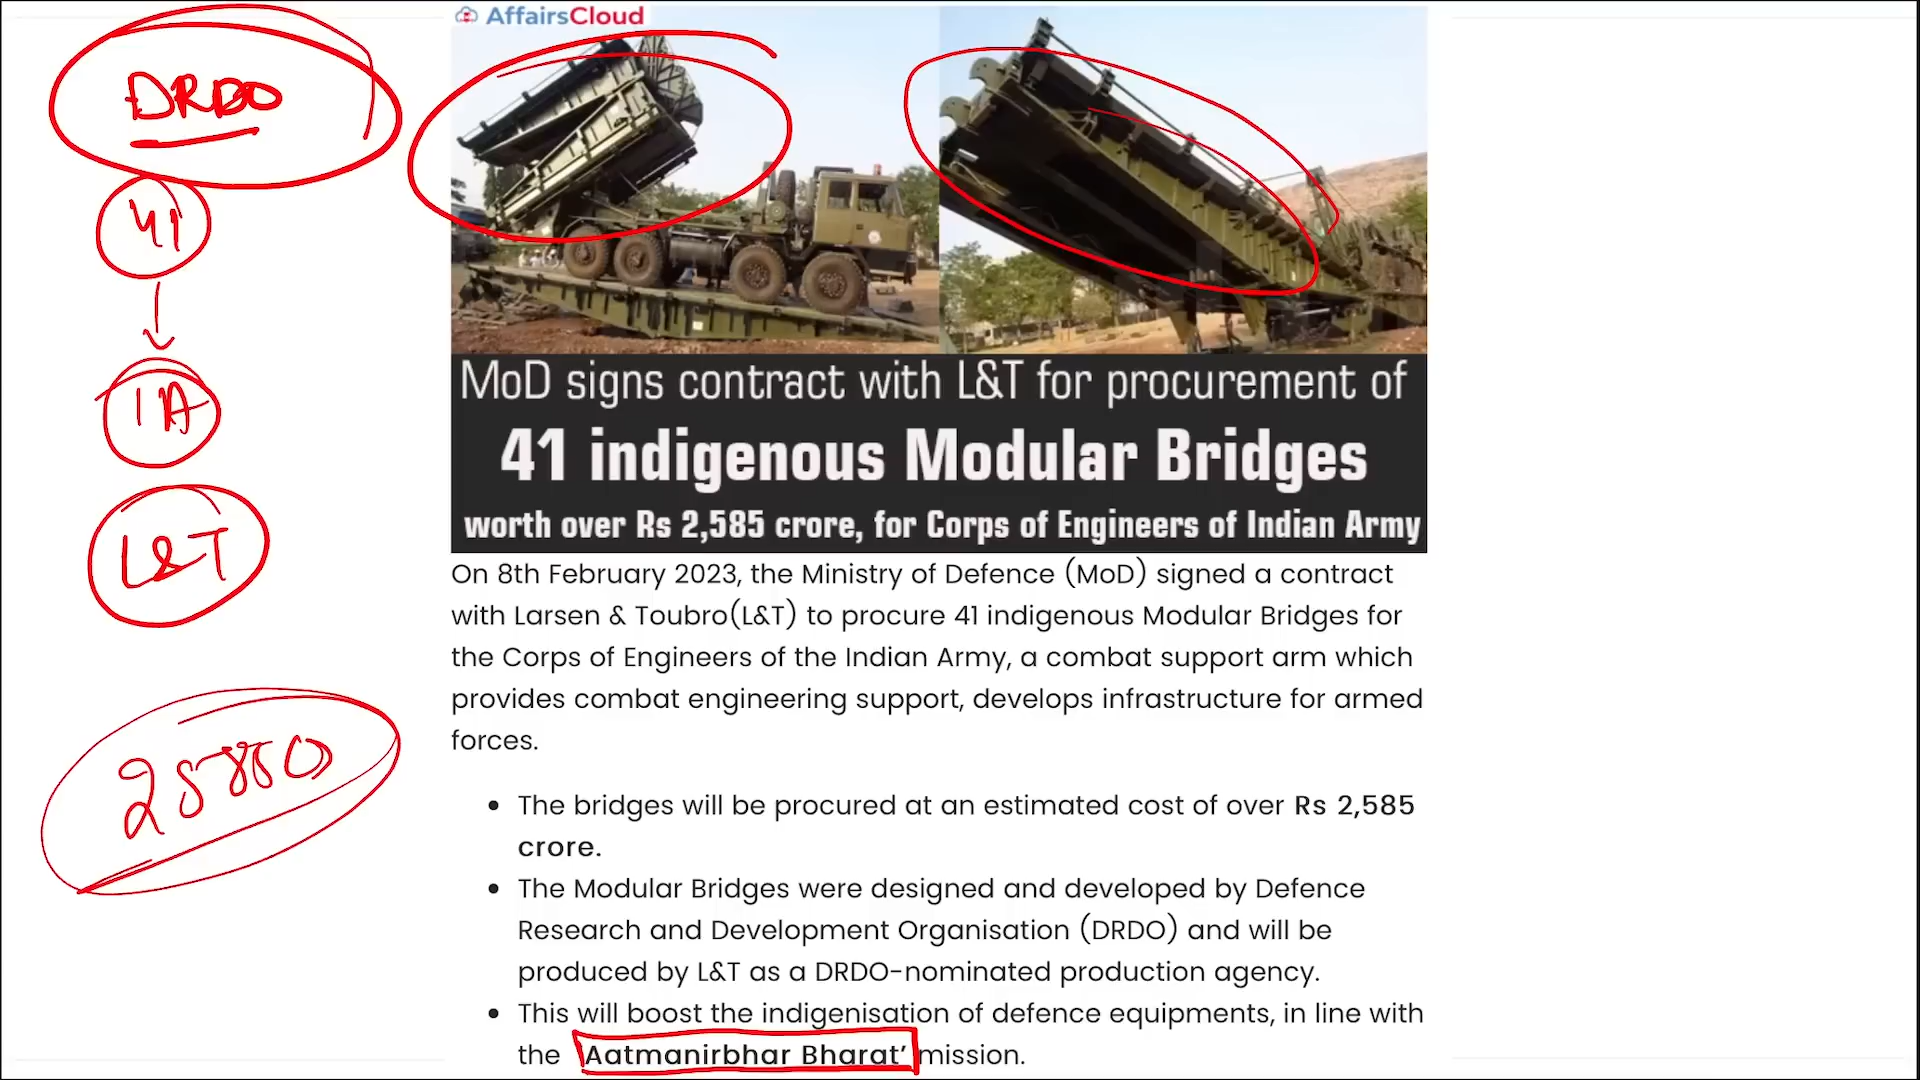 AffairsCloud
DRDO
41
IA
L&T
MoD signs contract with L&T for procurement of
41 indigenous Modular Bridges
worth over Rs 2,585 crore, for Corps of Engineers of Indian Army
On 8th February 2023, the Ministry of Defence (MoD) signed a contract
with Larsen & Toubro(L&T) to procure 41 indigenous Modular Bridges for
the Corps of Engineers of the Indian Army, a combat support arm which
provides combat engineering support, develops infrastructure for armed
forces.
• The bridges will be procured at an estimated cost of over Rs 2,585
crore.
• The Modular Bridges were designed and developed by Defence
Research and Development Organisation (DRDO) and will be
produced by L&T as a DRDO-nominated production agency.
• This will boost the indigenisation of defence equipments, in line with
the 'Aatmanirbhar Bharat' mission.